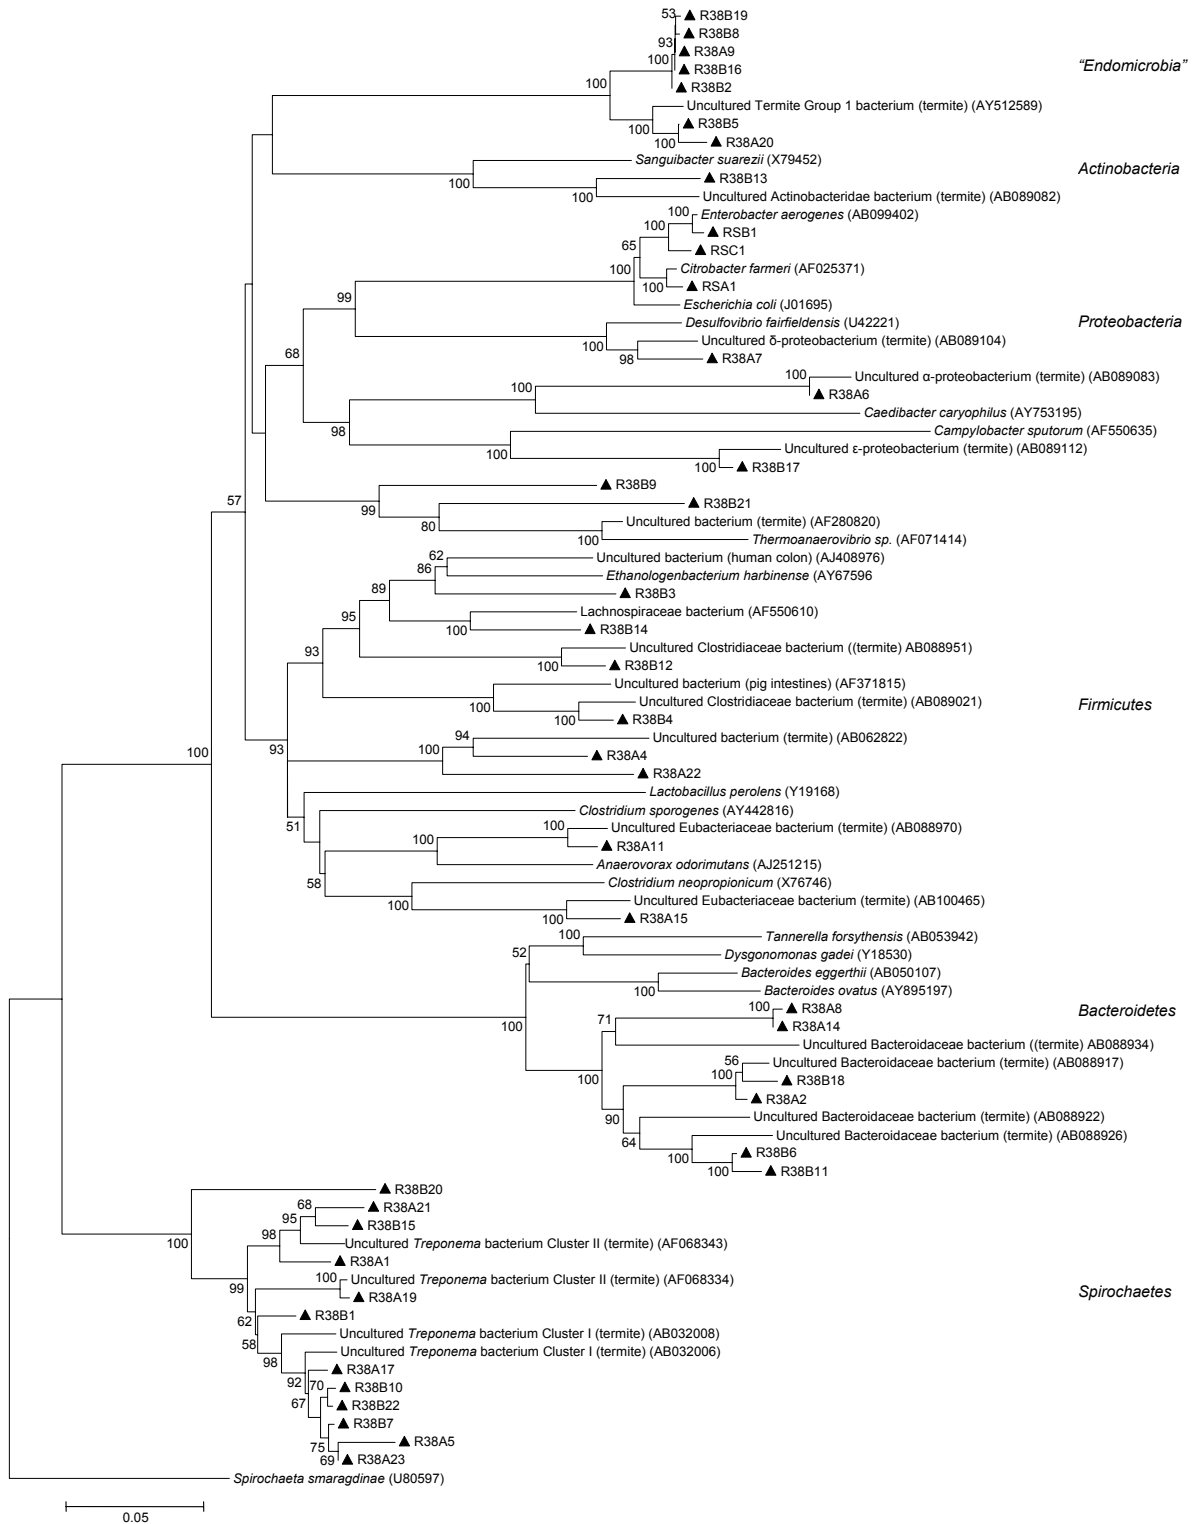 53 ▲ R38B19
▲ R38B8
93
▲ R38A9
100
▲ R38B16
“Endomicrobia”
▲ R38B2
100
Uncultured Termite Group 1 bacterium (termite) (AY512589)
▲ R38B5
100
100 ▲ R38A20
Sanguibacter suarezii (X79452)
Actinobacteria
▲ R38B13
100
100 Uncultured Actinobacteridae bacterium (termite) (AB089082)
100 Enterobacter aerogenes (AB099402)
100
▲ RSB1
65
▲ RSC1
100
Citrobacter farmeri (AF025371)
100 ▲ RSA1
99
Escherichia coli (J01695)
Desulfovibrio fairfieldensis (U42221)
Proteobacteria
100
Uncultured δ-proteobacterium (termite) (AB089104)
98 ▲ R38A7
68
100 Uncultured α-proteobacterium (termite) (AB089083)
100
▲ R38A6
Caedibacter caryophilus (AY753195)
98
Campylobacter sputorum (AF550635)
100
Uncultured ε-proteobacterium (termite) (AB089112)
100 ▲ R38B17
▲ R38B9
57
99
▲ R38B21
80
Uncultured bacterium (termite) (AF280820)
100 Thermoanaerovibrio sp. (AF071414)
62 Uncultured bacterium (human colon) (AJ408976)
86
Ethanologenbacterium harbinense (AY67596
89
▲ R38B3
Lachnospiraceae bacterium (AF550610)
95
100 ▲ R38B14
93
Uncultured Clostridiaceae bacterium ((termite) AB088951)
100 ▲ R38B12
Uncultured bacterium (pig intestines) (AF371815)
100
Uncultured Clostridiaceae bacterium (termite) (AB089021)
Firmicutes
100 ▲ R38B4
94 Uncultured bacterium (termite) (AB062822)
100
93
100
▲ R38A4
▲ R38A22
Lactobacillus perolens (Y19168)
Clostridium sporogenes (AY442816)
51
100 Uncultured Eubacteriaceae bacterium (termite) (AB088970)
100
▲ R38A11
Anaerovorax odorimutans (AJ251215)
58
Clostridium neopropionicum (X76746)
100
Uncultured Eubacteriaceae bacterium (termite) (AB100465)
100 ▲ R38A15
100 Tannerella forsythensis (AB053942)
52
Dysgonomonas gadei (Y18530)
Bacteroides eggerthii (AB050107)
100 Bacteroides ovatus (AY895197)
100
100 ▲ R38A8
Bacteroidetes
71
▲ R38A14
Uncultured Bacteroidaceae bacterium ((termite) AB088934)
56 Uncultured Bacteroidaceae bacterium (termite) (AB088917)
100
100
▲ R38B18
▲ R38A2
90
Uncultured Bacteroidaceae bacterium (termite) (AB088922)
64
Uncultured Bacteroidaceae bacterium (termite) (AB088926)
100
▲ R38B6
100 ▲ R38B11
▲ R38B20
68 ▲ R38A21
95
▲ R38B15
98
100
Uncultured Treponema bacterium Cluster II (termite) (AF068343)
▲ R38A1
100 Uncultured Treponema bacterium Cluster II (termite) (AF068334)
99
Spirochaetes
▲ R38A19
62
▲ R38B1
Uncultured Treponema bacterium Cluster I (termite) (AB032008)
58
Uncultured Treponema bacterium Cluster I (termite) (AB032006)
98
▲ R38A17
92
70 ▲ R38B10
67
▲ R38B22
▲ R38B7
▲ R38A5
75
69 ▲ R38A23
Spirochaeta smaragdinae (U80597)
0.05